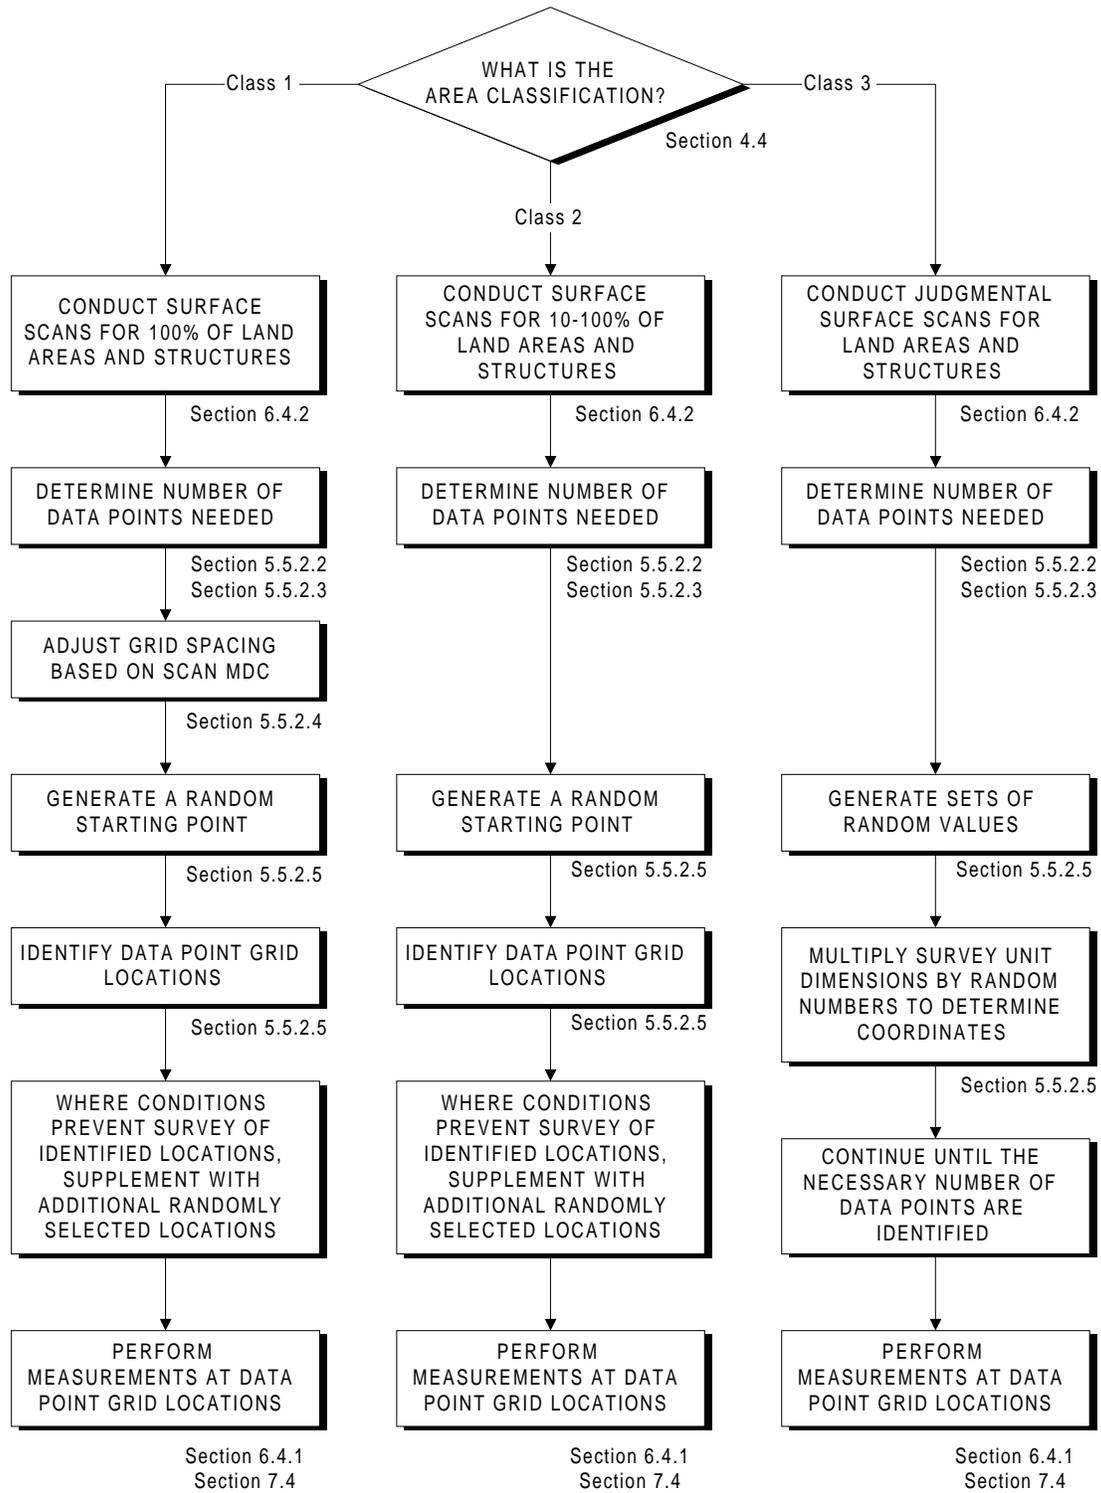 WHAT IS THE
AREA CLASSIFICATION?
Class 1
Class 3
Section 4.4
Class 2
CONDUCT SURFACE
SCANS FOR 100% OF LAND
AREAS AND STRUCTURES
Section 6.4.2
DETERMINE NUMBER OF
DATA POINTS NEEDED
Section 5.5.2.2
Section 5.5.2.3
ADJUST GRID SPACING
BASED ON SCAN MDC
Section 5.5.2.4
GENERATE A RANDOM
STARTING POINT
Section 5.5.2.5
IDENTIFY DATA POINT GRID
LOCATIONS
Section 5.5.2.5
WHERE CONDITIONS
PREVENT SURVEY OF
IDENTIFIED LOCATIONS,
SUPPLEMENT WITH
ADDITIONAL RANDOMLY
SELECTED LOCATIONS
PERFORM
MEASUREMENTS AT DATA
POINT GRID LOCATIONS
Section 6.4.1
Section 7.4
CONDUCT SURFACE
SCANS FOR 10-100% OF
LAND AREAS AND
STRUCTURES
Section 6.4.2
DETERMINE NUMBER OF
DATA POINTS NEEDED
Section 5.5.2.2
Section 5.5.2.3
GENERATE A RANDOM
STARTING POINT
Section 5.5.2.5
IDENTIFY DATA POINT GRID
LOCATIONS
Section 5.5.2.5
WHERE CONDITIONS
PREVENT SURVEY OF
IDENTIFIED LOCATIONS,
SUPPLEMENT WITH
ADDITIONAL RANDOMLY
SELECTED LOCATIONS
PERFORM
MEASUREMENTS AT DATA
POINT GRID LOCATIONS
Section 6.4.1
Section 7.4
CONDUCT JUDGMENTAL
SURFACE SCANS FOR
LAND AREAS AND
STRUCTURES
Section 6.4.2
DETERMINE NUMBER OF
DATA POINTS NEEDED
Section 5.5.2.2
Section 5.5.2.3
GENERATE SETS OF
RANDOM VALUES
Section 5.5.2.5
MULTIPLY SURVEY UNIT
DIMENSIONS BY RANDOM
NUMBERS TO DETERMINE
COORDINATES
Section 5.5.2.5
CONTINUE UNTIL THE
NECESSARY NUMBER OF
DATA POINTS ARE
IDENTIFIED
PERFORM
MEASUREMENTS AT DATA
POINT GRID LOCATIONS
Section 6.4.1
Section 7.4